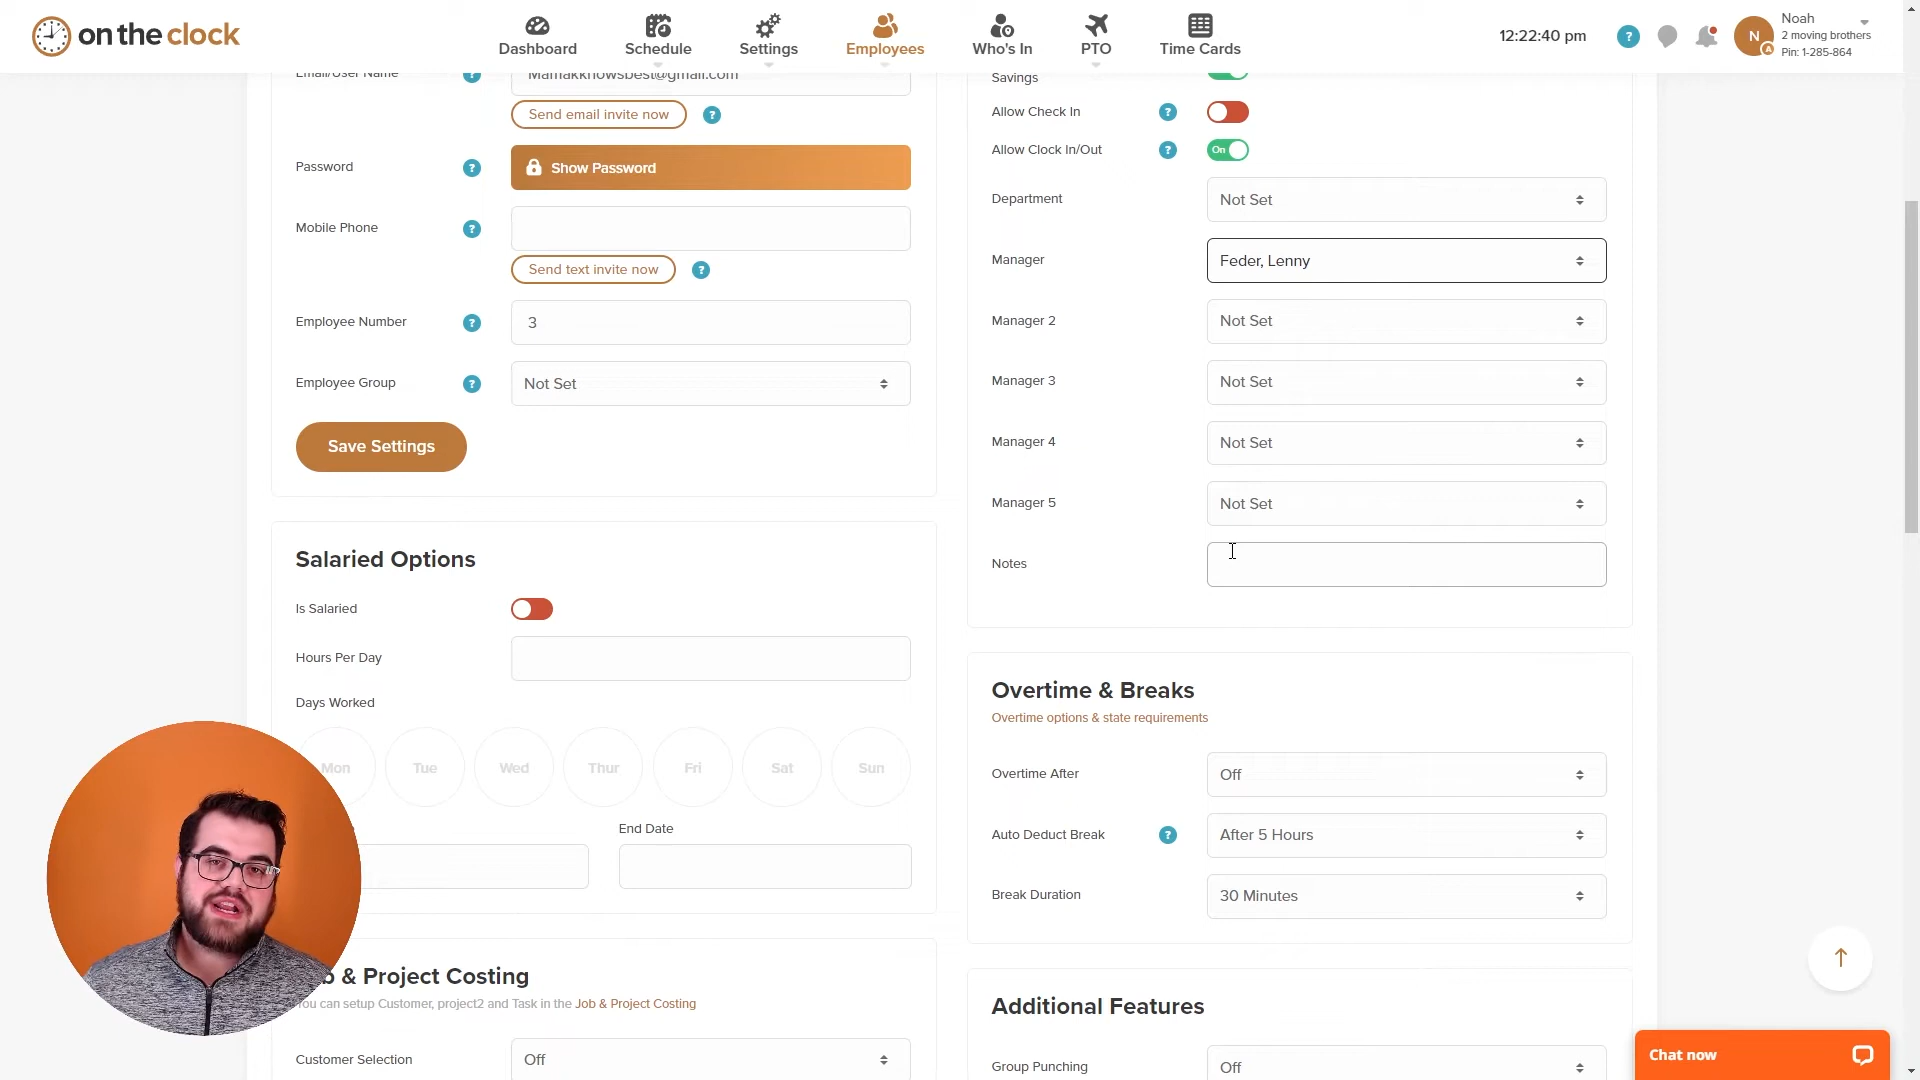 on the clock
Dashboard
Schedule
Settings
Employees
Who's In
PTO
Time Cards
12:22:40 pm
?
N
A
Noah
2 moving brothers
Pin: 1-285-864
Email/User Name
?
Mamakknowsbest@gmail.com
Send email invite now
?
Password
?
Show Password
Mobile Phone
?
Send text invite now
?
Employee Number
?
3
Employee Group
?
Not Set
Save Settings
Salaried Options
Is Salaried
Hours Per Day
Days Worked
Mon
Tue
Wed
Thur
Fri
Sat
Sun
End Date
& Project Costing
You can setup Customer, project2 and Task in the Job & Project Costing
Customer Selection
Off
Savings
Allow Check In
?
Allow Clock In/Out
?
On
Department
Not Set
Manager
Feder, Lenny
Manager 2
Not Set
Manager 3
Not Set
Manager 4
Not Set
Manager 5
Not Set
Notes
Overtime & Breaks
Overtime options & state requirements
Overtime After
Off
Auto Deduct Break
?
After 5 Hours
Break Duration
30 Minutes
Additional Features
Group Punching
Off
Chat now